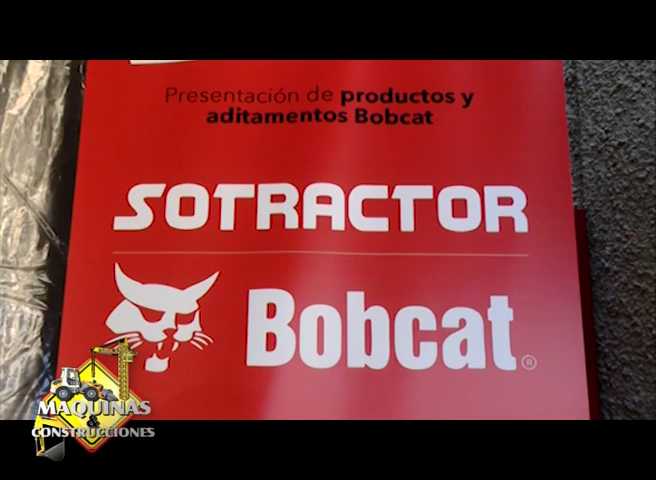 Presentación de productos y
aditamentos Bobcat
SOTRACTOR
Bobcat®
MAQUINAS
&
CONSTRUCCIONES